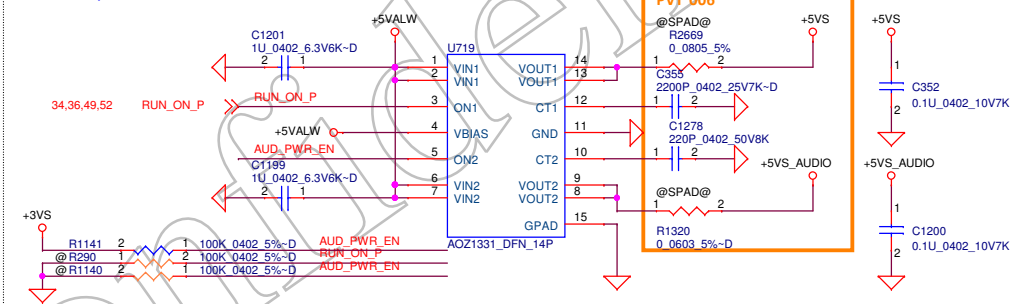 PVT 006
+5VALW
@SPAD@
+5VS
+5VS
C1201
R2669
1U_0402_6.3V6K~D
0_0805_5%
U719
2 1
1 VIN1 VOUT1 14 1 2
2 VIN1 VOUT1 13
C355
C352
2200P_0402_25V7K~D
0.1U_0402_10V7K
34,36,49,52 RUN_ON_P RUN_ON_P 3 ON1 CT1 12 1 2
1
2
+5VALW 4 VBIAS GND 11
C1278
220P_0402_50V8K
AUD_PWR_EN 5 ON2 CT2 10 1 2
C1199
1U_0402_6.3V6K~D
+5VS_AUDIO
+5VS_AUDIO
2 1
6 VIN2 VOUT2 9
7 VIN2 VOUT2 8
@SPAD@
1 2
+3VS
GPAD 15
R1320
0_0603_5%~D
AOZ1331_DFN_14P
C1200
0.1U_0402_10V7K
1
2
R1141 2 1 100K_0402_5%~D AUD_PWR_EN
@ R290 1 2 100K_0402_5%~D RUN_ON_P
@ R1140 2 1 100K_0402_5%~D AUD_PWR_EN